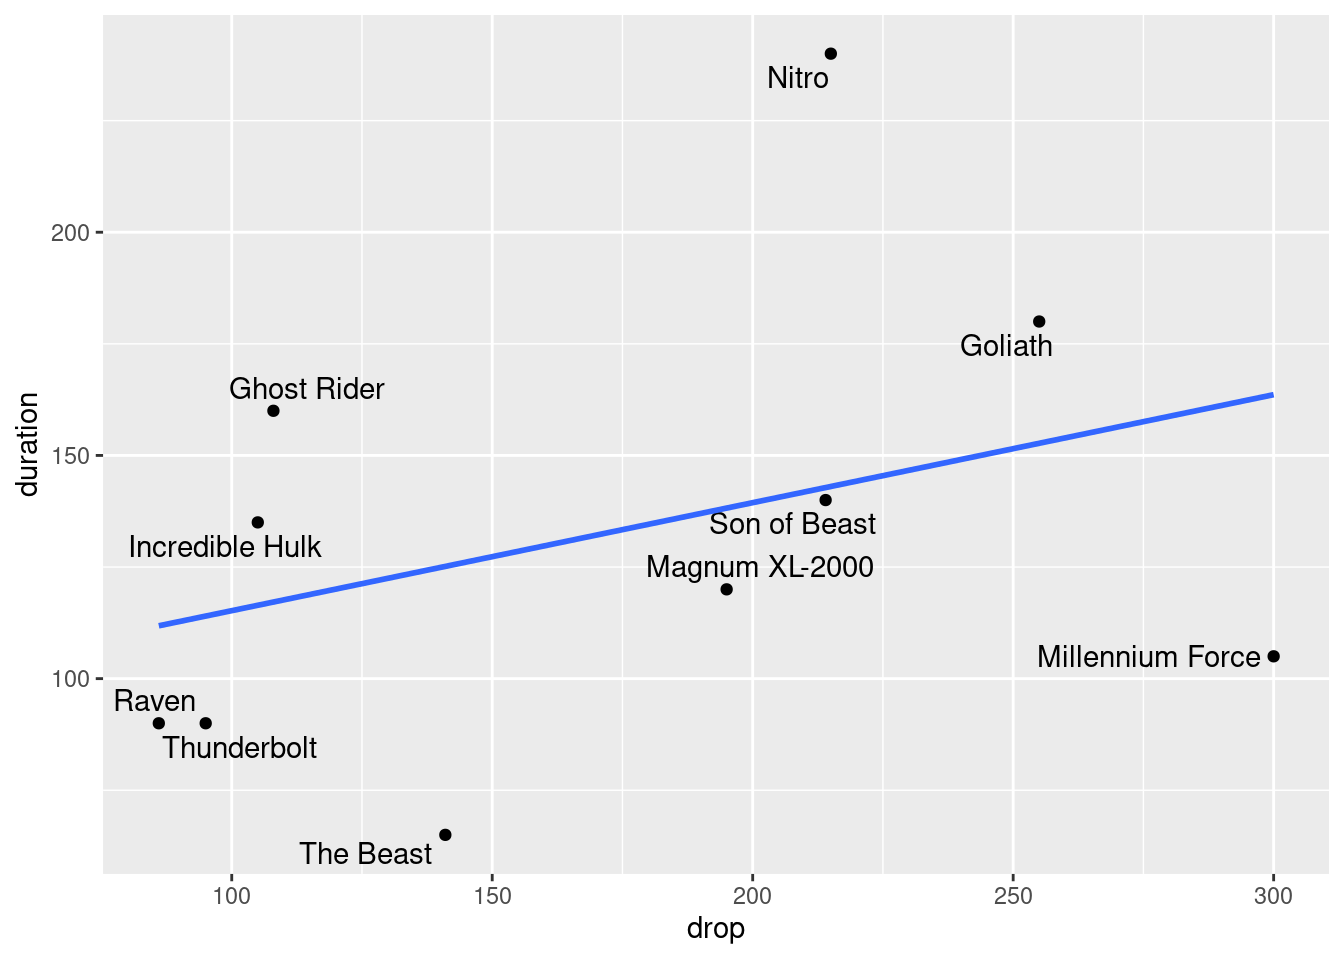 Nitro
200
Goliath
Ghost Rider
150
Son of Beast
Incredible Hulk
Magnum XL-2000
Millennium Force
100
Raven
Thunderbolt
The Beast
100 150 200 250 300
drop
duration